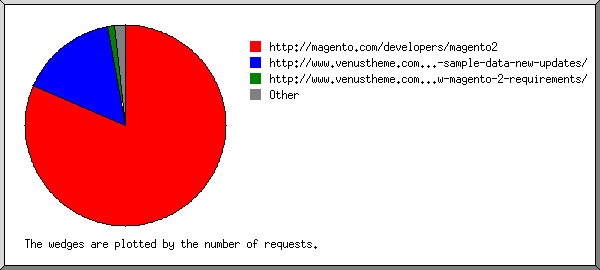 http://magento.com/developers/magento2
http://www.venustheme.com...-sample-data-new-updates/
http://www.venustheme.com...w-magento-2-requirements/
Other
The wedges are plotted by the number of requests.